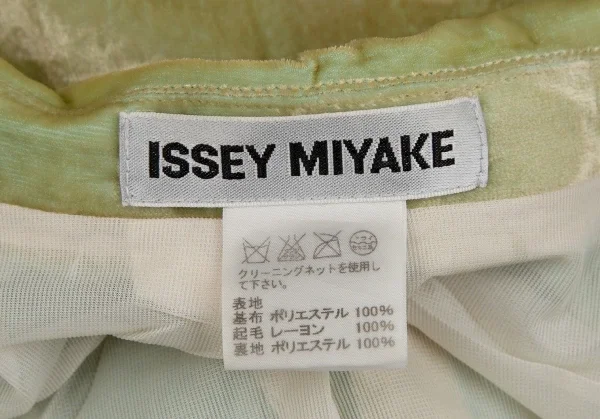 ISSEY MIYAKE
クリーニングネットを使用し
て下さい。
表地
基布 ポリエステル 100%
起毛 レーヨン 100%
裏地 ポリエステル 100%